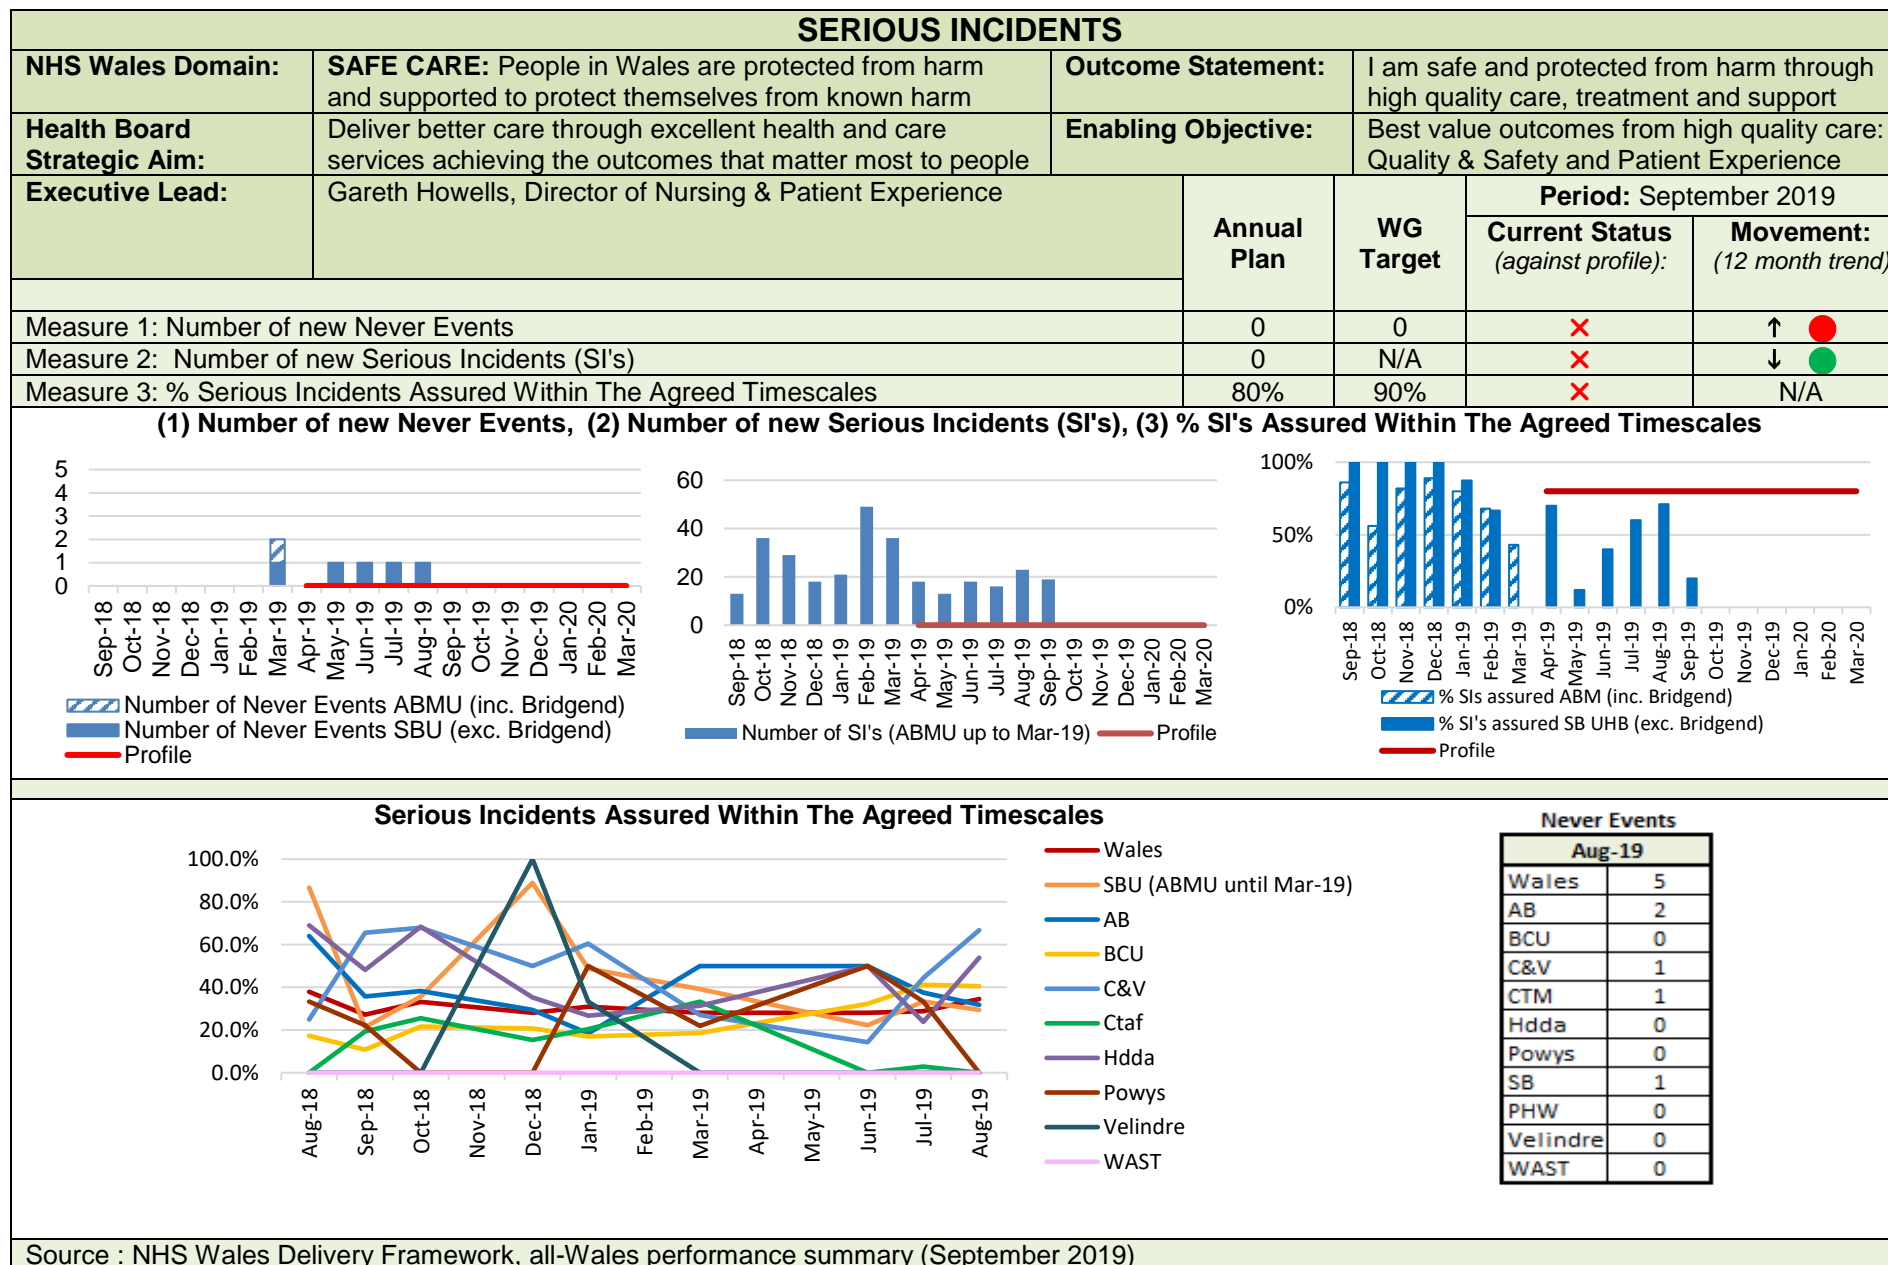 SERIOUS INCIDENTS
NHS Wales Domain:
SAFE CARE: People in Wales are protected from harm
and supported to protect themselves from known harm
Outcome Statement:
I am safe and protected from harm through
high quality care, treatment and support
Health Board
Strategic Aim:
Deliver better care through excellent health and care
services achieving the outcomes that matter most to people
Enabling Objective:
Best value outcomes from high quality care:
Quality & Safety and Patient Experience
Executive Lead:
Gareth Howells, Director of Nursing & Patient Experience
Annual
Plan
WG
Target
Period: September 2019
Current Status
(against profile):
Movement:
(12 month trend)
Measure 1: Number of new Never Events 0 0 ✕ ↑
Measure 2: Number of new Serious Incidents (SI's) 0 N/A ✕ ↓
Measure 3: % Serious Incidents Assured Within The Agreed Timescales 80% 90% ✕ N/A
(1) Number of new Never Events, (2) Number of new Serious Incidents (SI's), (3) % SI's Assured Within The Agreed Timescales
5
4
3
2
1
0
Sep-18 Oct-18 Nov-18 Dec-18 Jan-19 Feb-19 Mar-19 Apr-19 May-19 Jun-19 Jul-19 Aug-19 Sep-19 Oct-19 Nov-19 Dec-19 Jan-20 Feb-20 Mar-20
Number of Never Events ABMU (inc. Bridgend)
Number of Never Events SBU (exc. Bridgend)
Profile
60
40
20
0
Sep-18 Oct-18 Nov-18 Dec-18 Jan-19 Feb-19 Mar-19 Apr-19 May-19 Jun-19 Jul-19 Aug-19 Sep-19 Oct-19 Nov-19 Dec-19 Jan-20 Feb-20 Mar-20
Number of SI's (ABMU up to Mar-19) Profile
100%
50%
0%
Sep-18 Oct-18 Nov-18 Dec-18 Jan-19 Feb-19 Mar-19 Apr-19 May-19 Jun-19 Jul-19 Aug-19 Sep-19 Oct-19 Nov-19 Dec-19 Jan-20 Feb-20 Mar-20
% SIs assured ABM (inc. Bridgend)
% SI's assured SB UHB (exc. Bridgend)
Profile
Serious Incidents Assured Within The Agreed Timescales
100.0%
80.0%
60.0%
40.0%
20.0%
0.0%
Aug-18 Sep-18 Oct-18 Nov-18 Dec-18 Jan-19 Feb-19 Mar-19 Apr-19 May-19 Jun-19 Jul-19 Aug-19
Wales
SBU (ABMU until Mar-19)
AB
BCU
C&V
Ctaf
Hdda
Powys
Velindre
WAST
Never Events
Aug-19
Wales 5
AB 2
BCU 0
C&V 1
CTM 1
Hdda 0
Powys 0
SB 1
PHW 0
Velindre 0
WAST 0
Source : NHS Wales Delivery Framework, all-Wales performance summary (September 2019)